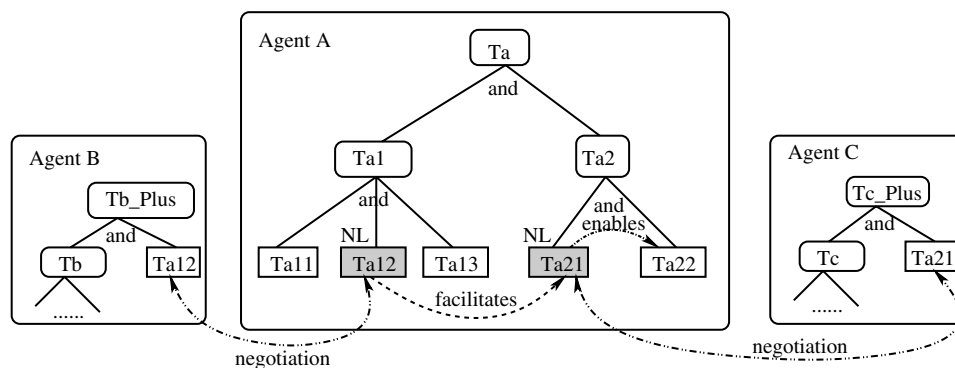 Agent A
Ta
and
Agent B
Ta1
Ta2
Agent C
Tb_Plus
and
and
enables
Tc_Plus
and
NL
NL
and
Tb
Ta12
Ta11
Ta12
Ta13
Ta21
Ta22
Tc
Ta21
facilitates
......
......
negotiation
negotiation